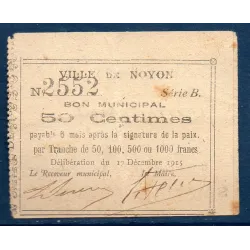 VILLE DE NOYON
No 2552 Série B.
BON MUNICIPAL
50 Centimes
payable 6 mois après la signature de la paix,
par Tranche de 50, 100, 500 ou 1000 francs
Délibération du 17 Décembre 1915
Le Receveur municipal, Le Maire,